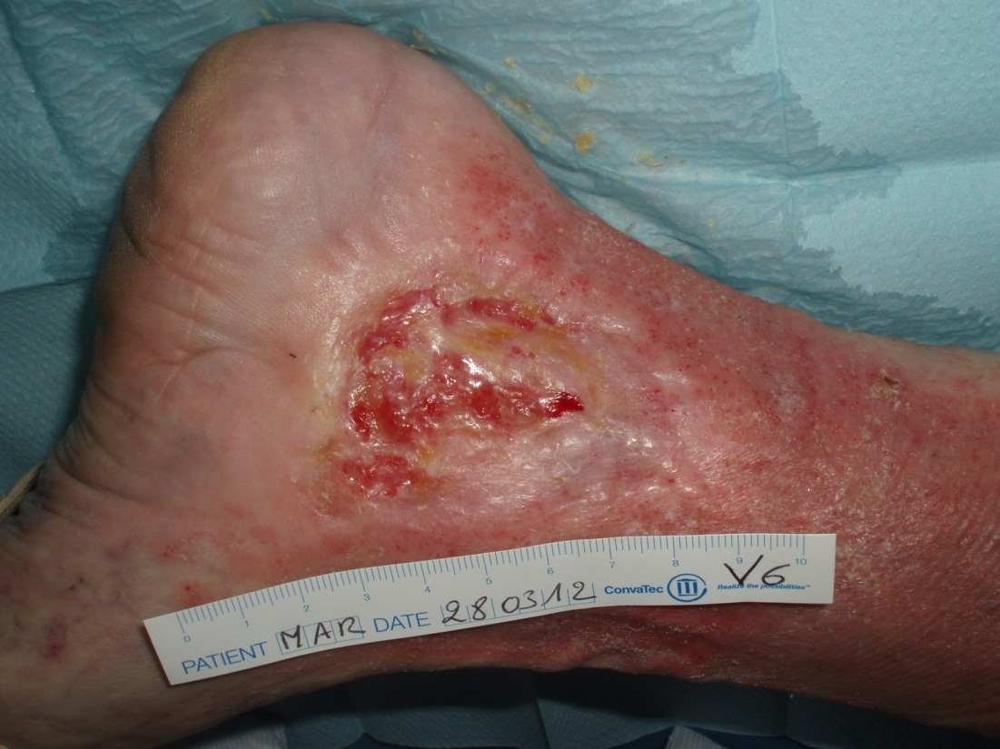 0 1 2 3 4 5 6 7 8 9 10
PATIENT MAR DATE 28 03 12 ConvaTec Realize the possibilities™ V6